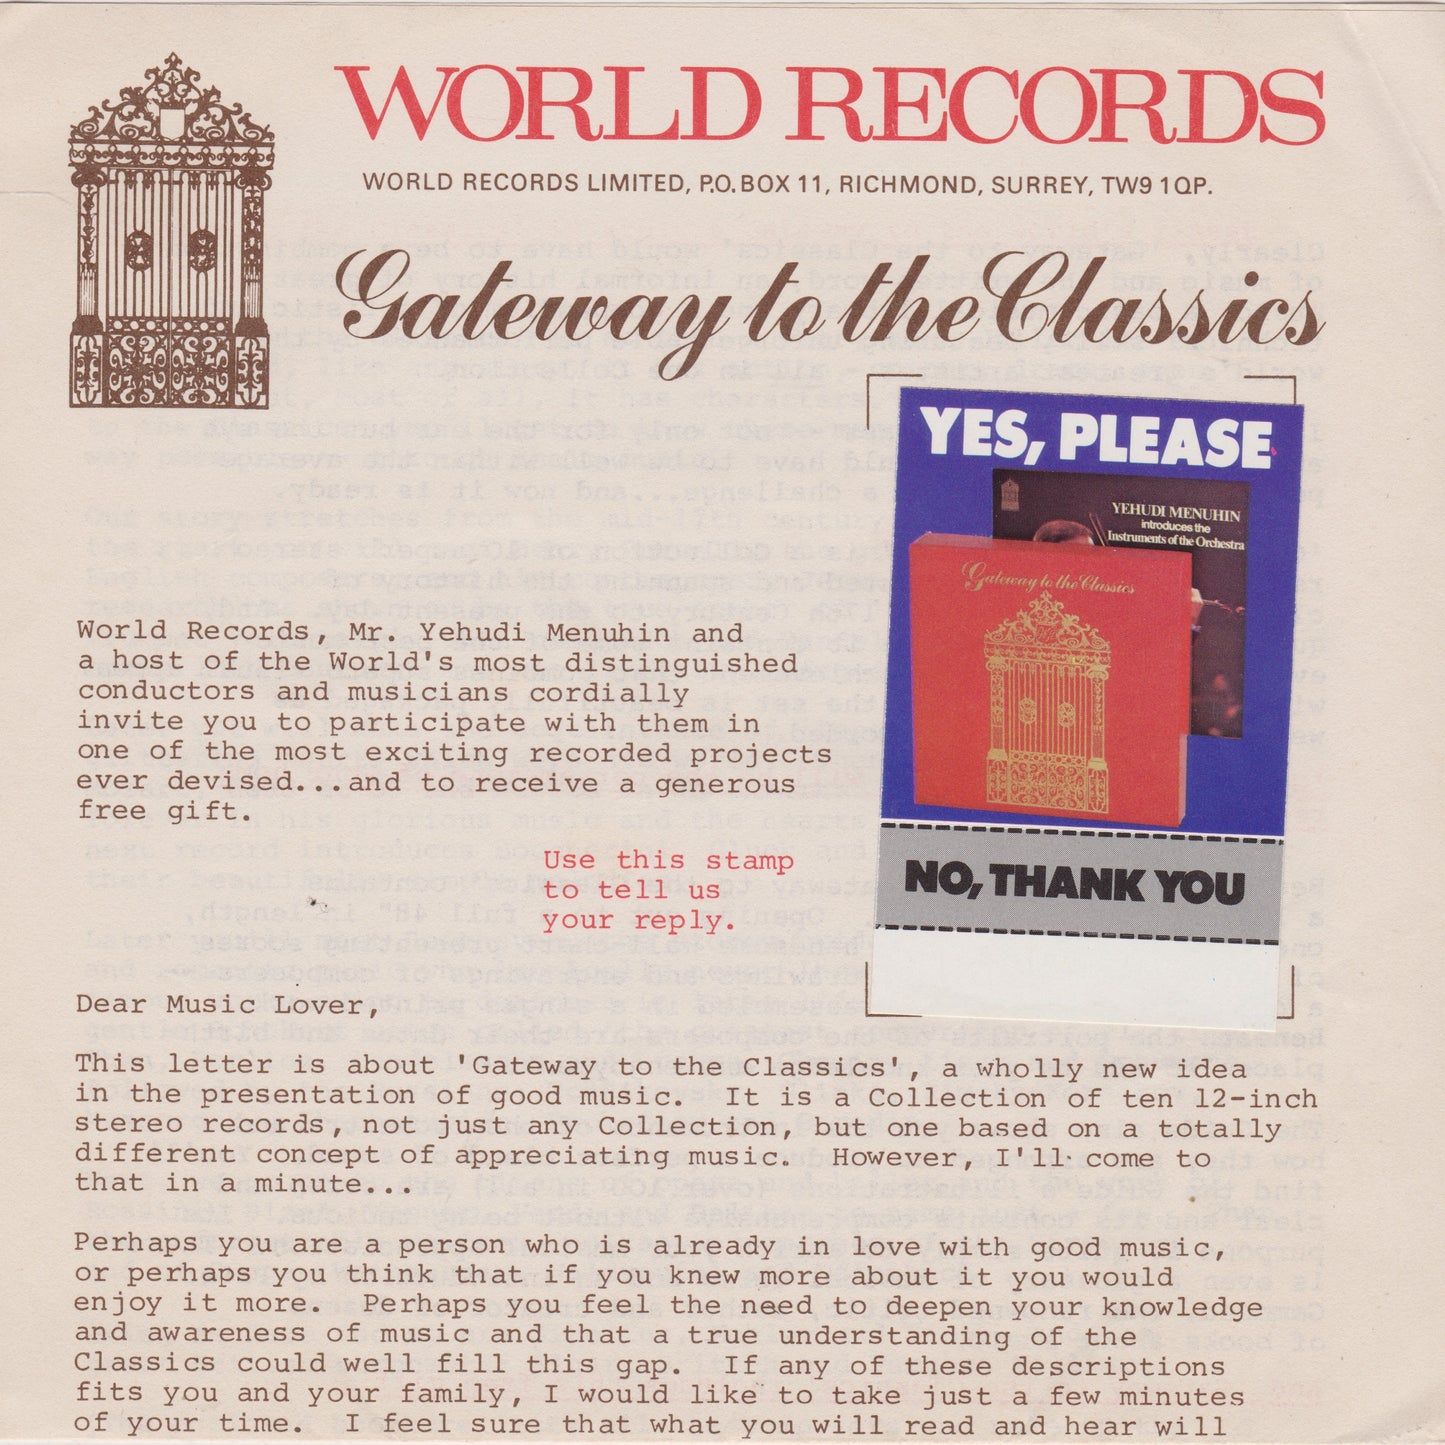 WORLD RECORDS
WORLD RECORDS LIMITED, P.O. BOX 11, RICHMOND, SURREY, TW9 1QP.
Gateway to the Classics
YES, PLEASE
YEHUDI MENUHIN
introduces the
Instruments of the Orchestra
Gateway to the Classics
NO, THANK YOU
World Records, Mr. Yehudi Menuhin and
a host of the World's most distinguished
conductors and musicians cordially
invite you to participate with them in
one of the most exciting recorded projects
ever devised...and to receive a generous
free gift.
Use this stamp
to tell us
your reply.
Dear Music Lover,
This letter is about 'Gateway to the Classics', a wholly new idea
in the presentation of good music.  It is a Collection of ten 12-inch
stereo records, not just any Collection, but one based on a totally
different concept of appreciating music.  However, I'll come to
that in a minute...
Perhaps you are a person who is already in love with good music,
or perhaps you think that if you knew more about it you would
enjoy it more.  Perhaps you feel the need to deepen your knowledge
and awareness of music and that a true understanding of the
Classics could well fill this gap.  If any of these descriptions
fits you and your family, I would like to take just a few minutes
of your time.  I feel sure that what you will read and hear will